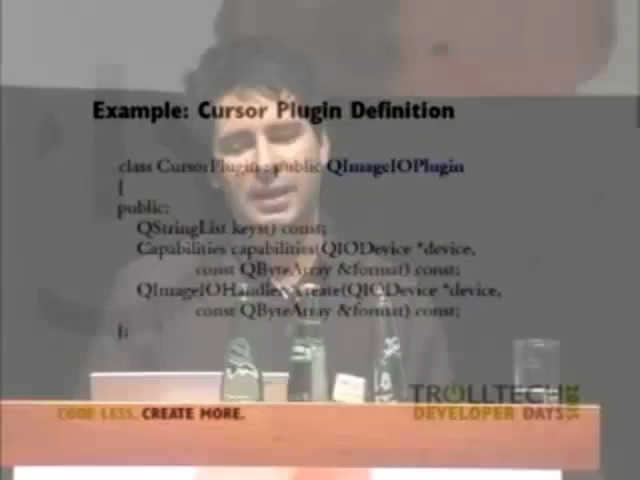 Example: Cursor Plugin Definition
class CursorPlugin : public QImageIOPlugin
{
public:
QStringList keys() const;
Capabilities capabilities(QIODevice *device,
const QByteArray &format) const;
QImageIOHandler *create(QIODevice *device,
const QByteArray &format) const;
};
CODE LESS. CREATE MORE.
TROLLTECH
DEVELOPER DAYS